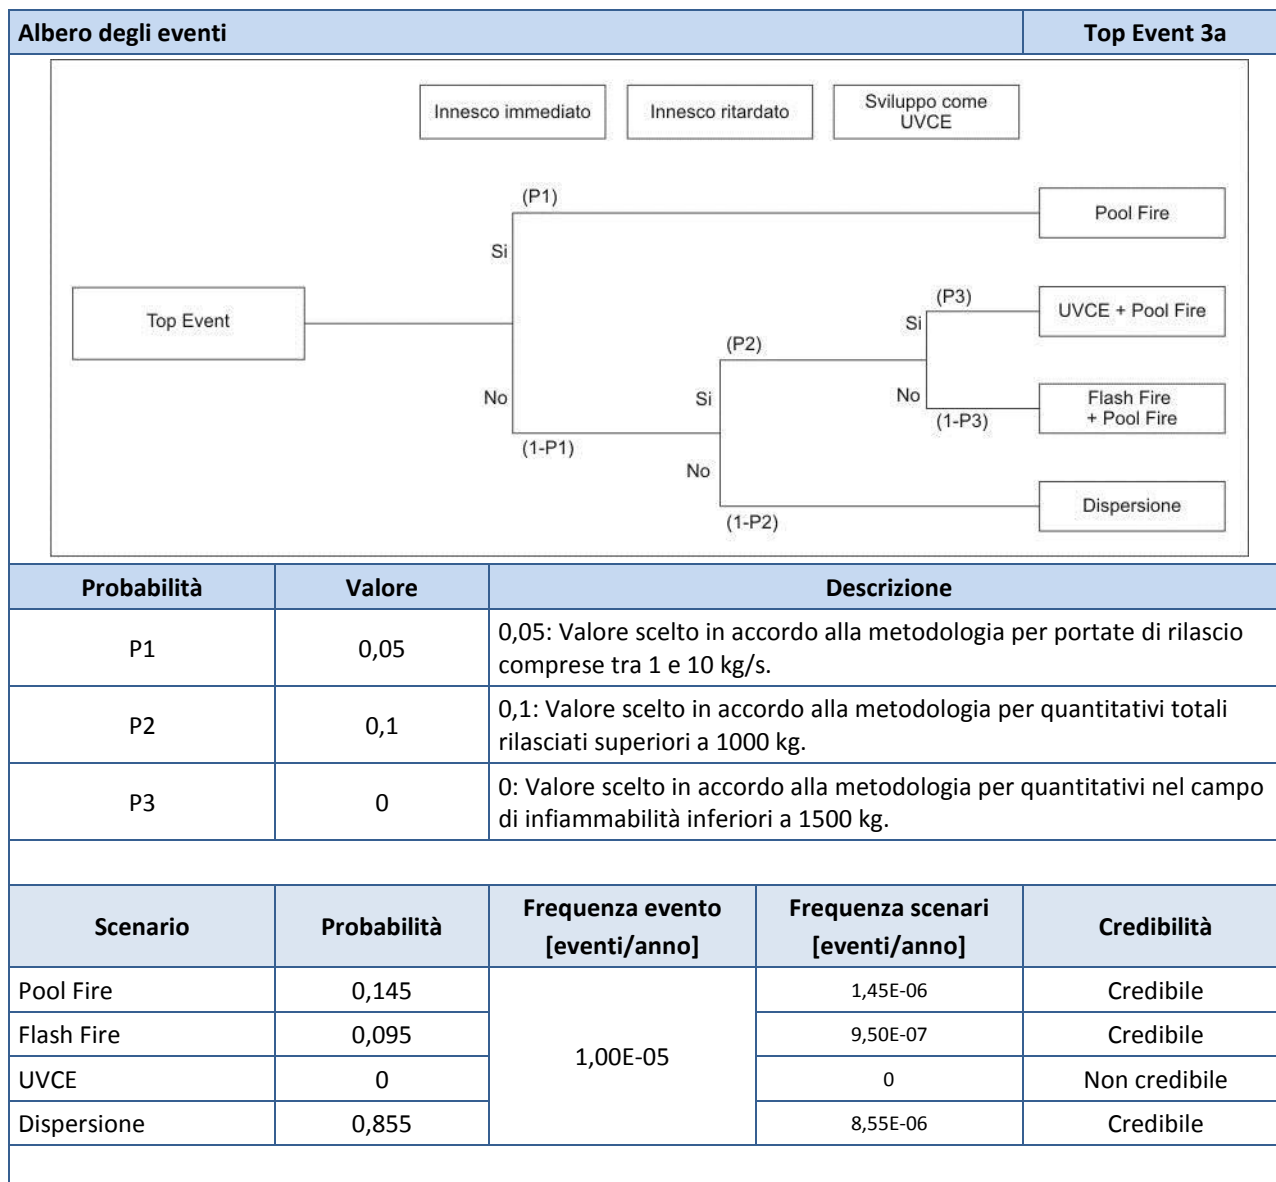 Albero degli eventi
Top Event 3a
Innesco immediato
Innesco ritardato
Sviluppo come
UVCE
(P1)
Pool Fire
Si
Top Event
(P3)
UVCE + Pool Fire
Si
(P2)
No
Si
No
Flash Fire
+ Pool Fire
(1-P3)
(1-P1)
No
Dispersione
(1-P2)
Probabilità Valore Descrizione
P1 0,05 0,05: Valore scelto in accordo alla metodologia per portate di rilascio
comprese tra 1 e 10 kg/s.
P2 0,1 0,1: Valore scelto in accordo alla metodologia per quantitativi totali
rilasciati superiori a 1000 kg.
P3 0 0: Valore scelto in accordo alla metodologia per quantitativi nel campo
di infiammabilità inferiori a 1500 kg.
Scenario Probabilità Frequenza evento Frequenza scenari Credibilità
[eventi/anno] [eventi/anno]
Pool Fire 0,145 1,45E-06 Credibile
Flash Fire 0,095 9,50E-07 Credibile
1,00E-05
UVCE 0 0 Non credibile
Dispersione 0,855 8,55E-06 Credibile